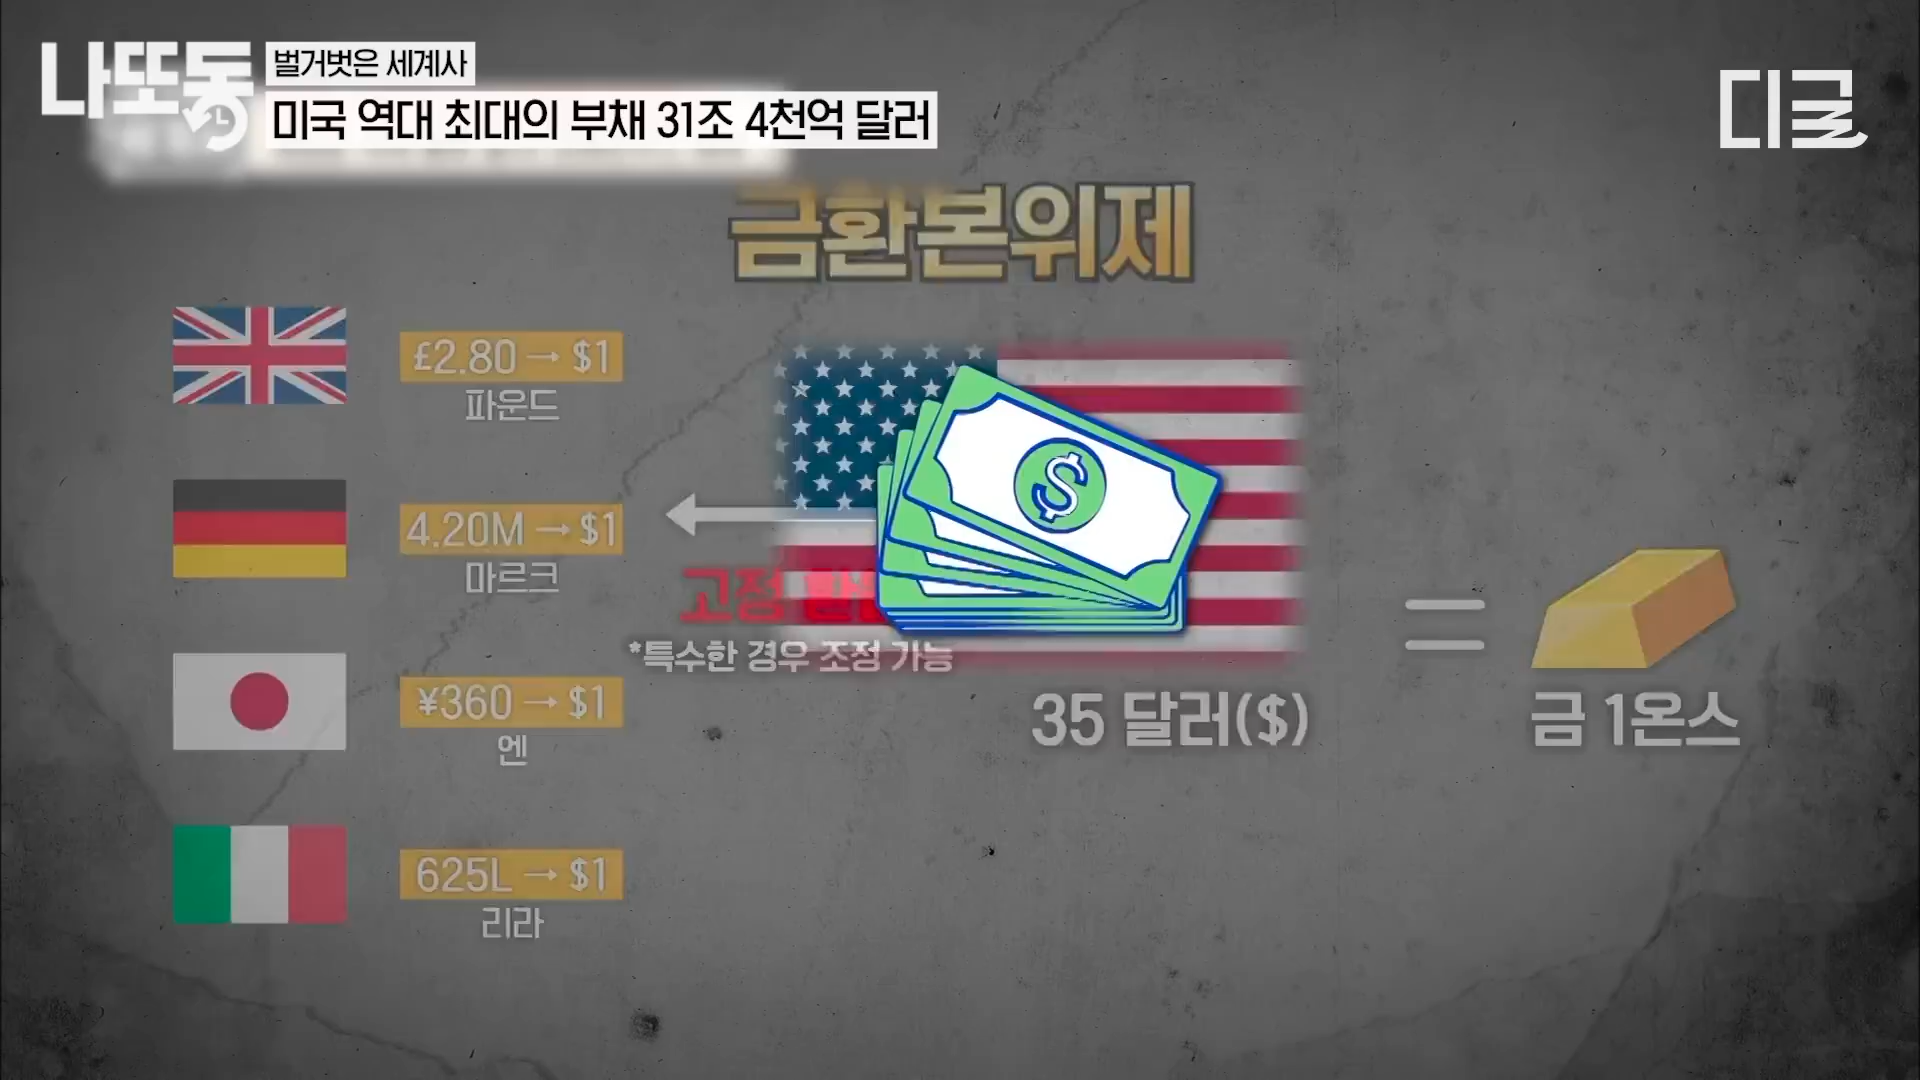 나또동
벌거벗은 세계사
미국 역대 최대의 부채 31조 4천억 달러
디글
금환본위제
£2.80 → $1
파운드
4.20M → $1
마르크
고정
*특수한 경우 조정 가능
¥360 → $1
엔
35 달러($)
=
금 1온스
625L → $1
리라
$